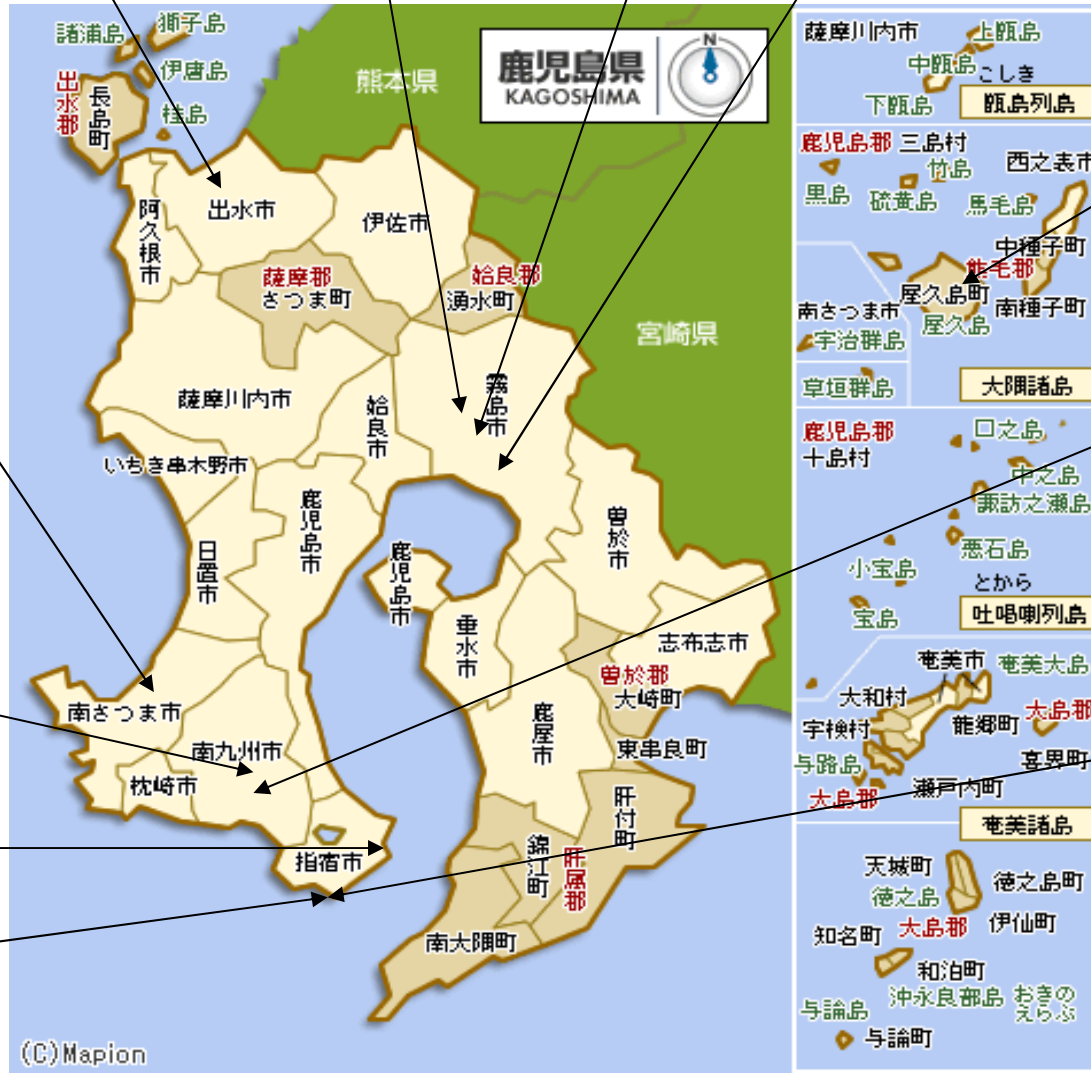 諸浦島
獅子島
伊唐島
桂島
出水郡
長島町
熊本県
鹿児島県
KAGOSHIMA
N
阿久根市
出水市
伊佐市
薩摩郡
さつま町
姶良郡
湧水町
宮崎県
薩摩川内市
姶良市
霧島市
いちき串木野市
鹿児島市
日置市
鹿児島市
曽於市
垂水市
志布志市
曽於郡
大崎町
南さつま市
南九州市
枕崎市
鹿屋市
東串良町
指宿市
肝付町
錦江町
肝属郡
南大隅町
(C)Mapion
薩摩川内市
上甑島
中甑島
こしき
下甑島
甑島列島
鹿児島郡 三島村
竹島
西之表市
黒島
硫黄島
馬毛島
中種子町
熊毛郡
屋久島町
南種子町
南さつま市
屋久島
宇治群島
草垣群島
大隅諸島
鹿児島郡
十島村
口之島
中之島
諏訪之瀬島
悪石島
小宝島
とから
宝島
吐噶喇列島
奄美市
奄美大島
大和村
大島郡
宇検村
龍郷町
喜界町
与路島
瀬戸内町
大島郡
奄美諸島
天城町
徳之島町
徳之島
伊仙町
知名町
大島郡
和泊町
沖永良部島
おきの
えらぶ
与論島
与論町